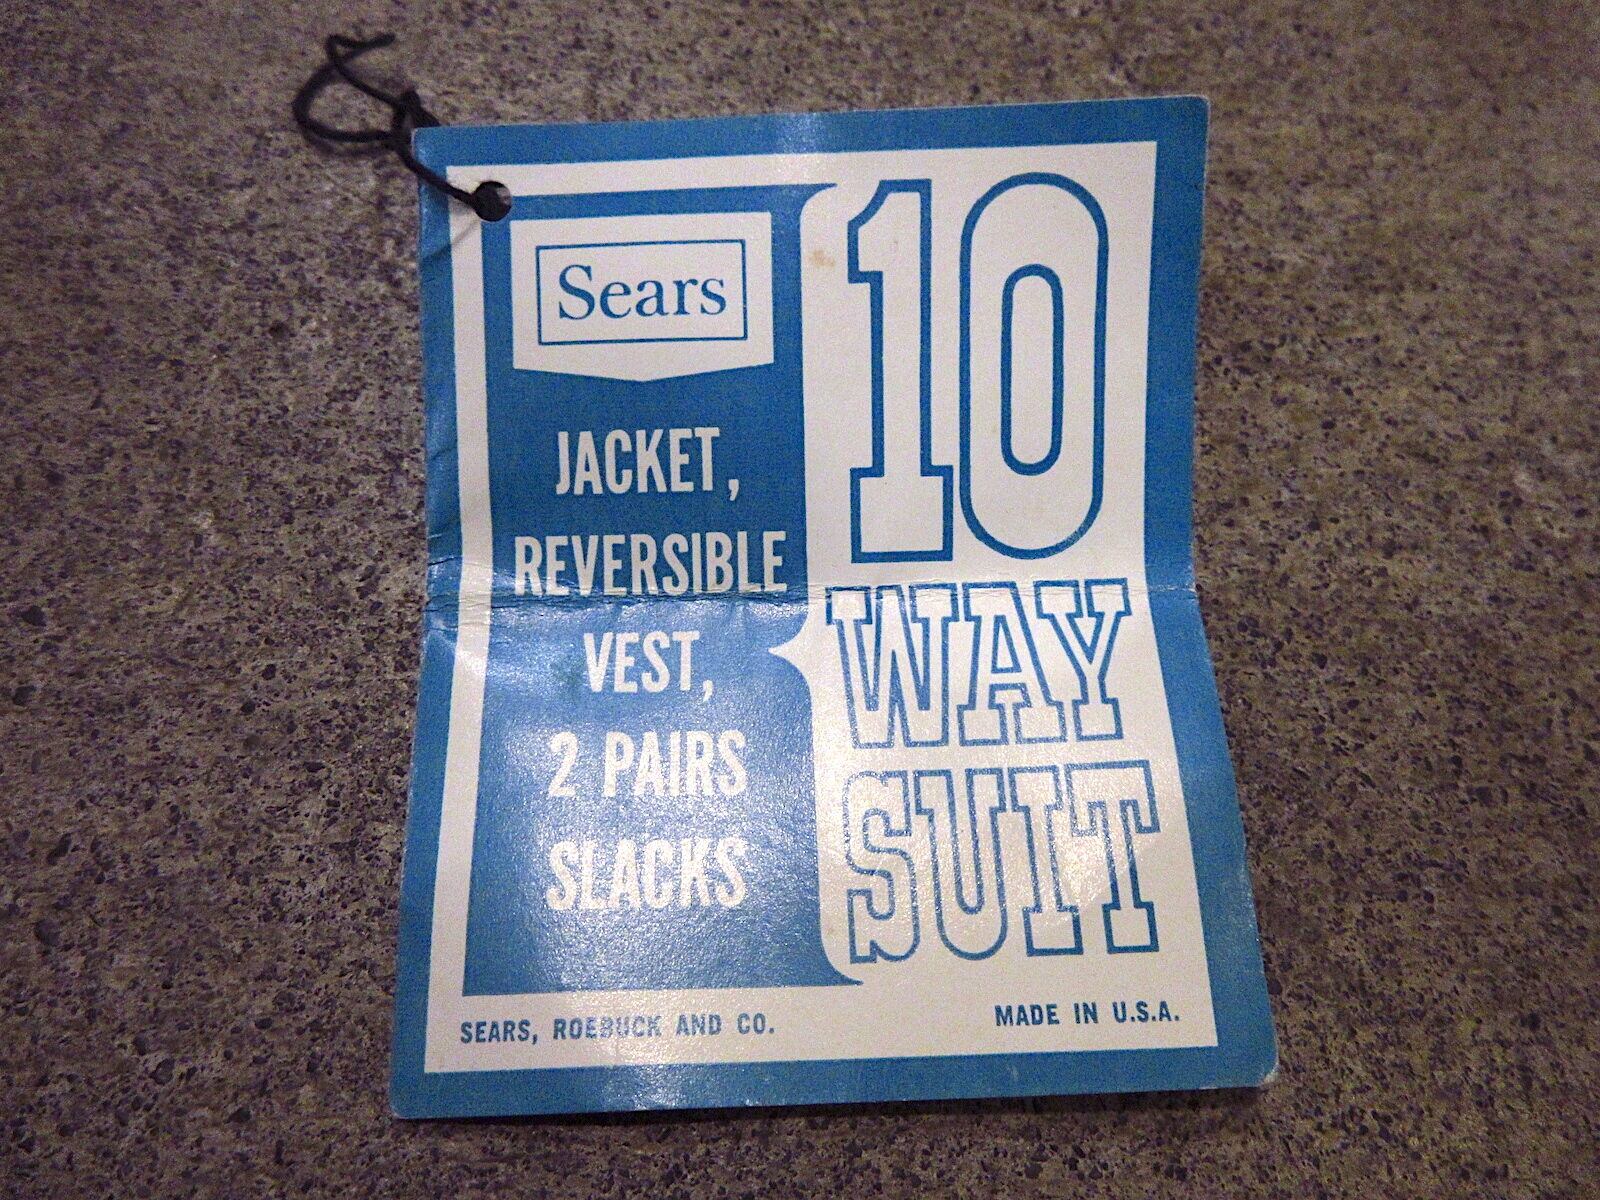 Sears
JACKET,
REVERSIBLE
VEST,
2 PAIRS
SLACKS
10
WAY
SUIT
SEARS, ROEBUCK AND CO.
MADE IN U.S.A.